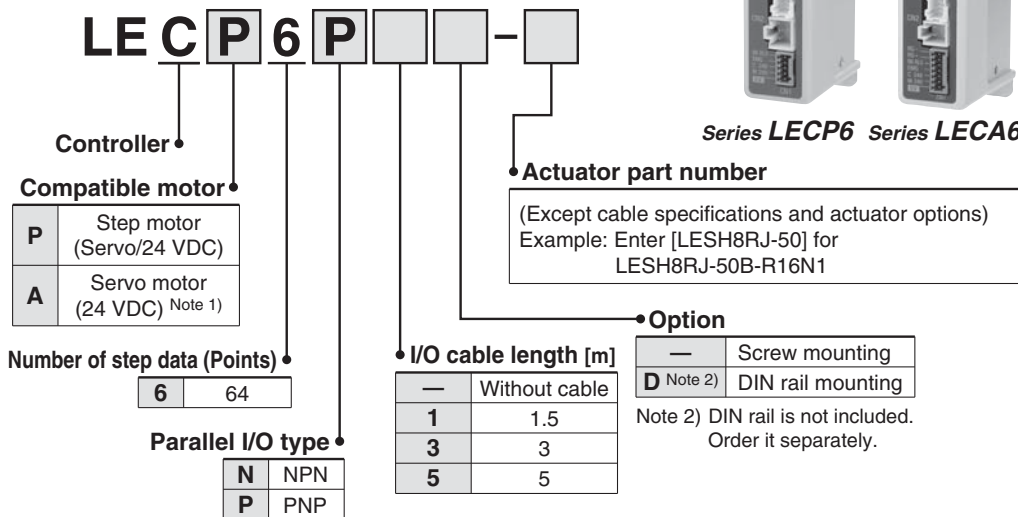 LE C P 6 P –
Series LECP6 Series LECA6
Controller
Compatible motor
P Step motor
(Servo/24 VDC)
A Servo motor
(24 VDC) Note 1)
Number of step data (Points)
6 64
Parallel I/O type
N NPN
P PNP
I/O cable length [m]
— Without cable
1 1.5
3 3
5 5
Option
— Screw mounting
D Note 2) DIN rail mounting
Note 2) DIN rail is not included.
Order it separately.
Actuator part number
(Except cable specifications and actuator options)
Example: Enter [LESH8RJ-50] for
LESH8RJ-50B-R16N1